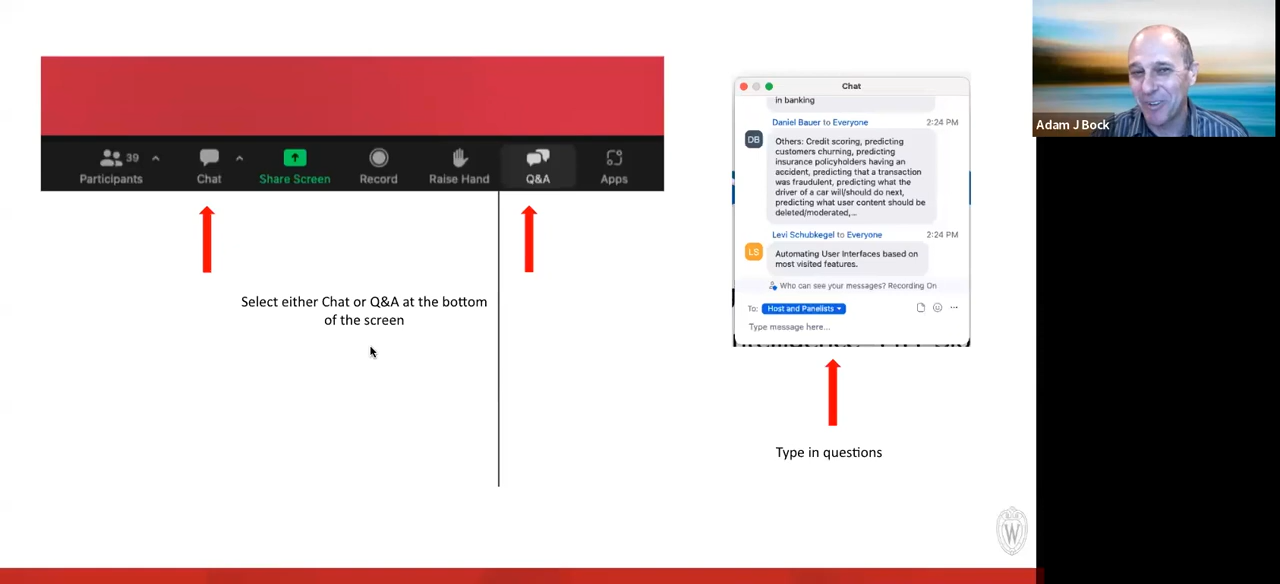 39
Participants
Chat
Share Screen
Record
Raise Hand
Q&A
Apps
Select either Chat or Q&A at the bottom
of the screen
Chat
in banking
Daniel Bauer to Everyone 2:24 PM
DB
Others: Credit scoring, predicting
customers churning, predicting
insurance policyholders having an
accident, predicting that a transaction
was fraudulent, predicting what the
driver of a car will/should do next,
predicting what user content should be
deleted/moderated,...
Levi Schubkegel to Everyone 2:24 PM
LS
Automating User Interfaces based on
most visited features.
Who can see your messages? Recording On
To: Host and Panelists
Type message here...
Type in questions
Adam J Bock
W